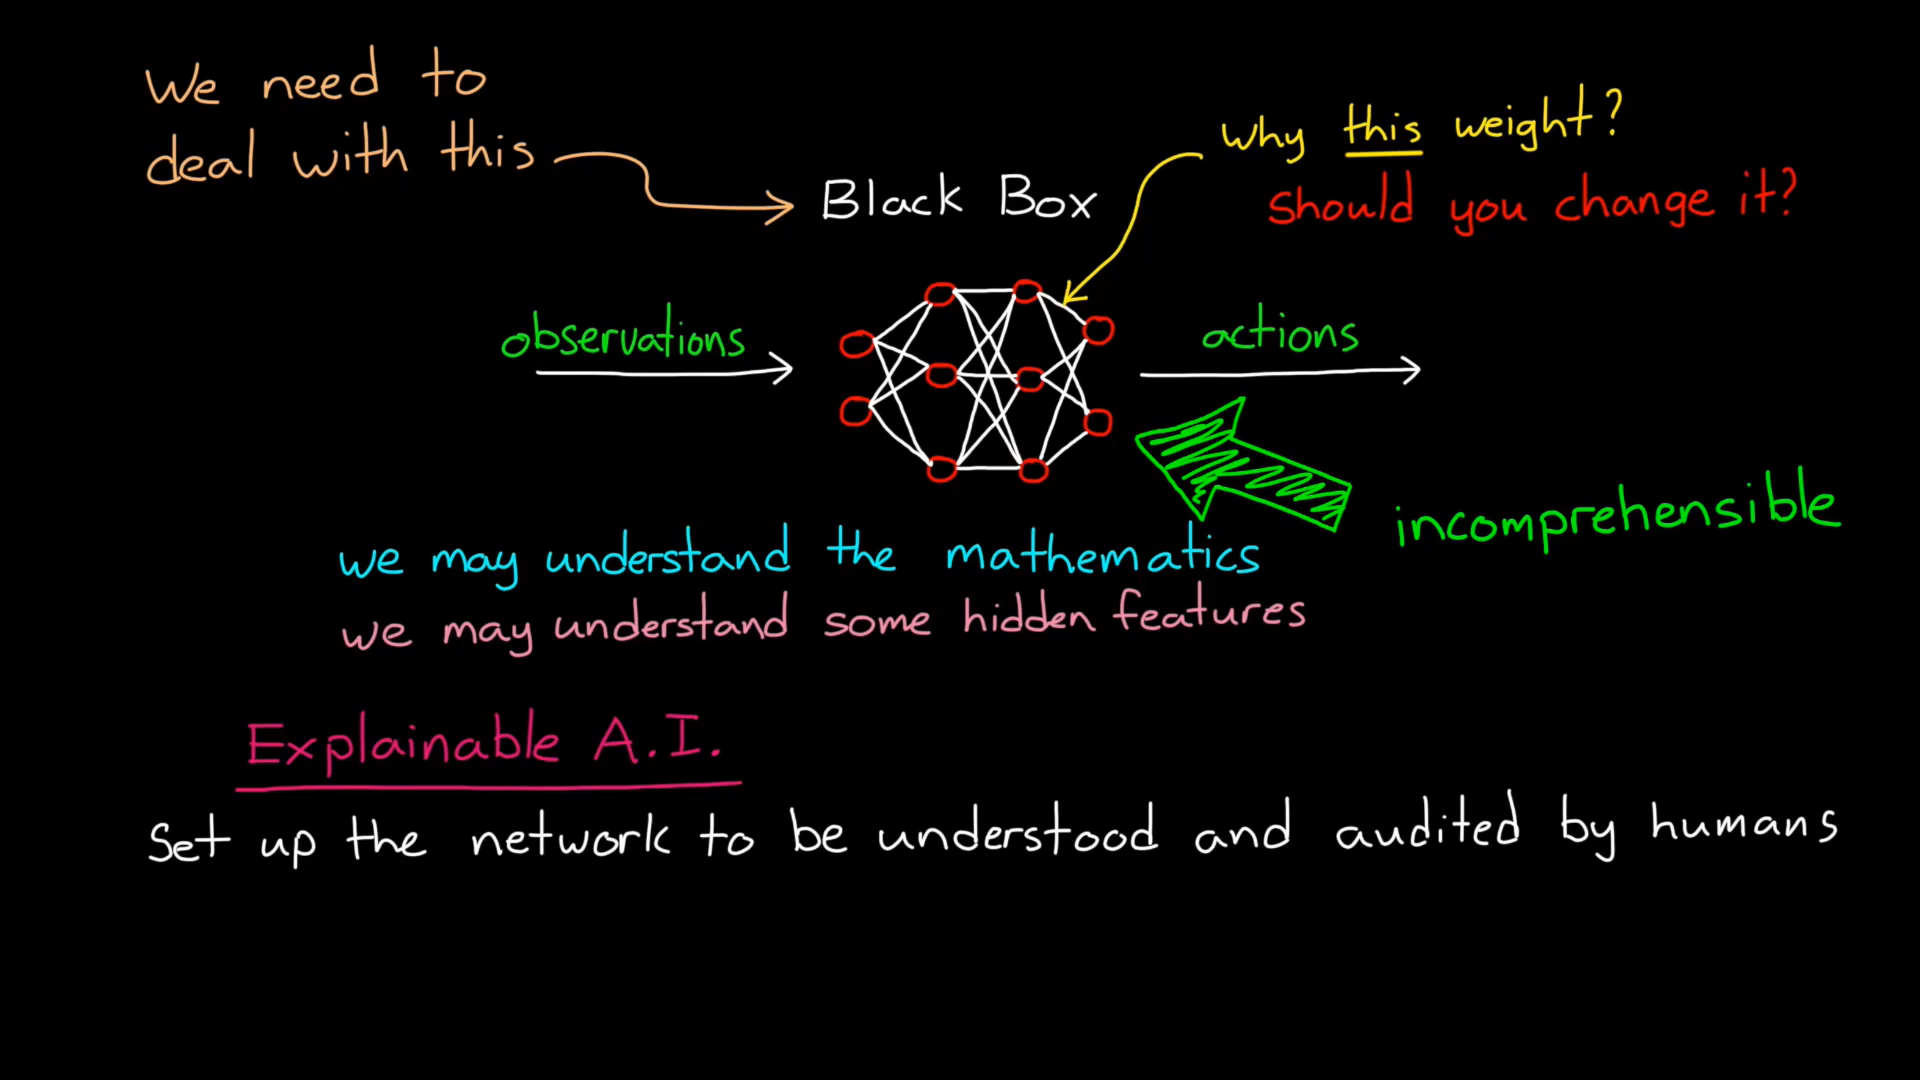 We need to
deal with this
Why this weight?
Should you change it?
Black Box
observations
actions
incomprehensible
we may understand the mathematics
we may understand some hidden features
Explainable A.I.
Set up the network to be understood and audited by humans